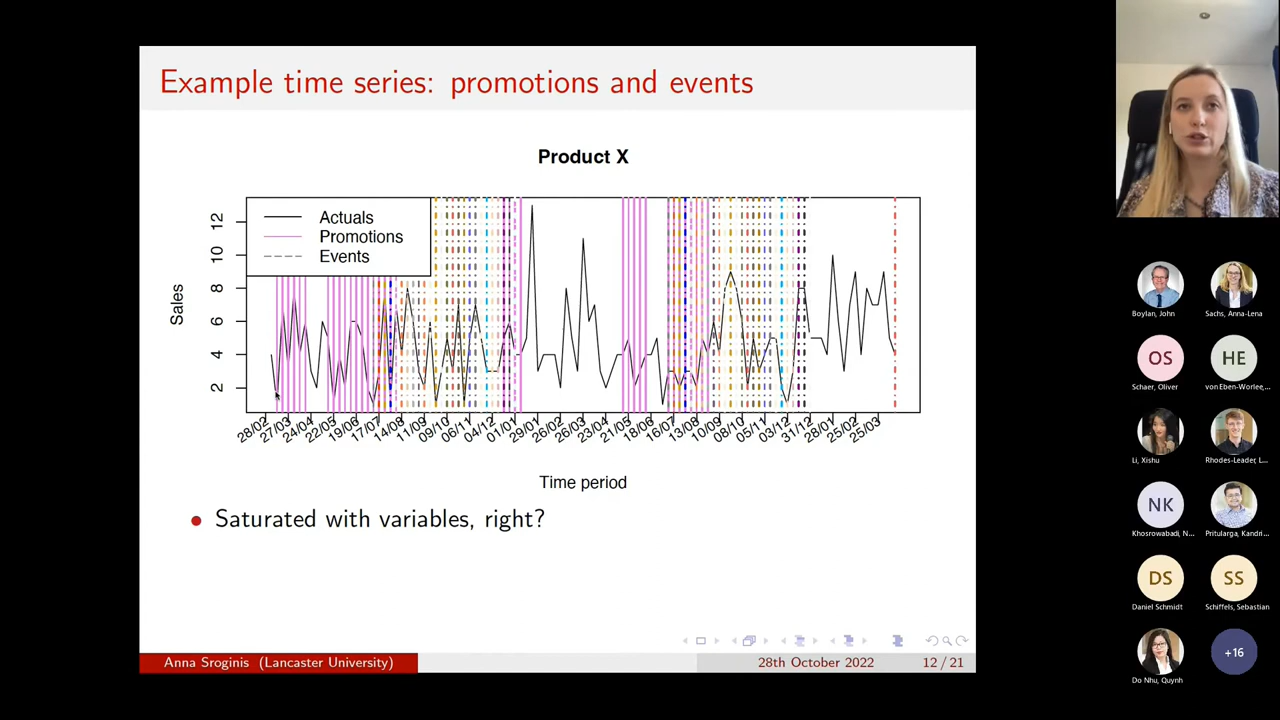 Example time series: promotions and events
Product X
Actuals
Promotions
Events
Sales
12
10
8
6
4
2
28/02
27/03
24/04
22/05
19/06
17/07
14/08
11/09
09/10
06/11
04/12
01/01
29/01
26/02
26/03
23/04
21/03
18/06
16/07
13/08
10/09
08/10
05/11
03/12
31/12
28/01
25/02
25/03
Time period
Saturated with variables, right?
Anna Sroginis (Lancaster University)
28th October 2022
12 / 21
Boylan, John
Sachs, Anna-Lena
OS
HE
Schaer, Oliver
von Eben-Worlee,...
Li, Xishu
Rhodes-Leader, L...
NK
Khosrowabadi, N...
Pritularga, Kandri...
DS
SS
Daniel Schmidt
Schiffels, Sebastian
+16
Do Nhu, Quynh